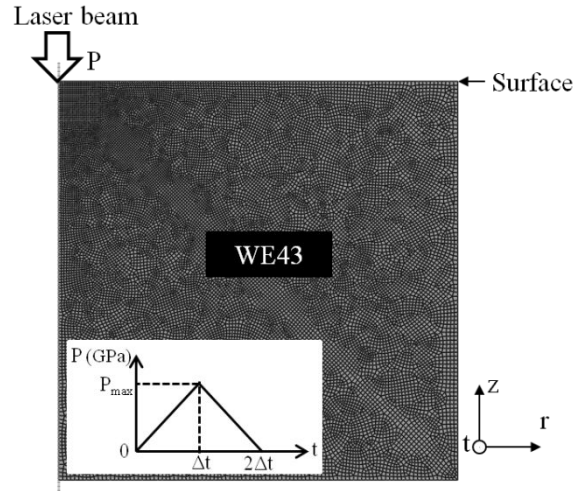 Laser beam
P
Surface
WE43
P (GPa)
Pmax
0
Δt
2Δt
t
z
r
t